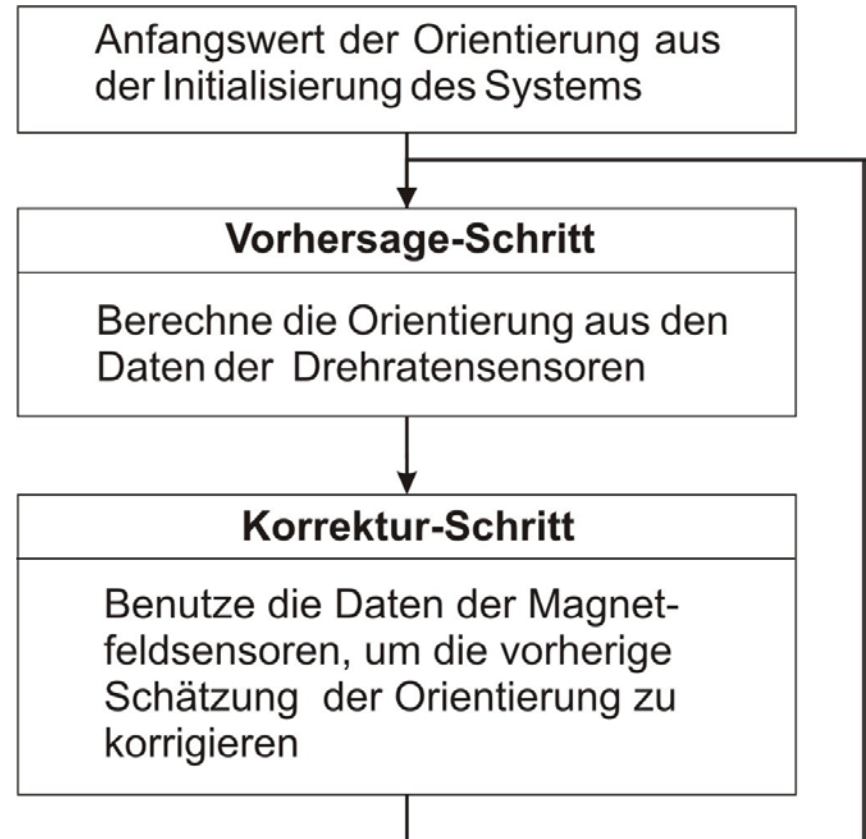 Anfangswert der Orientierung aus
der Initialisierung des Systems
Vorhersage-Schritt
Berechne die Orientierung aus den
Daten der Drehratensensoren
Korrektur-Schritt
Benutze die Daten der Magnet-
feldsensoren, um die vorherige
Schätzung der Orientierung zu
korrigieren